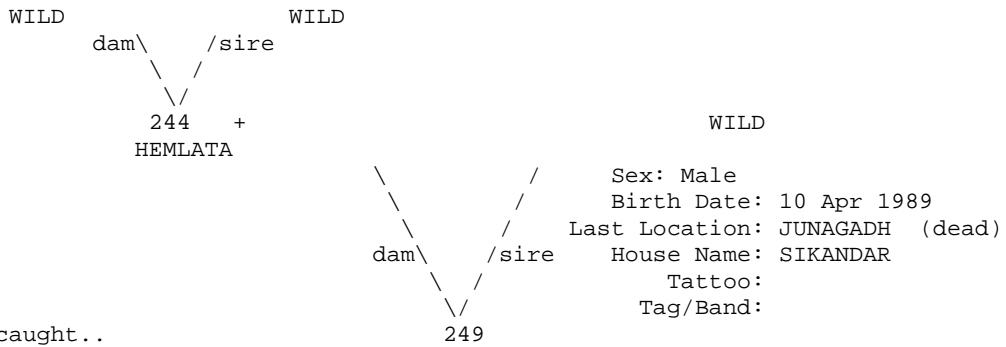 WILD WILD
dam\ /sire
\ /
\/
244 + WILD
HEMLATA
\ / Sex: Male
\ / Birth Date: 10 Apr 1989
\ / Last Location: JUNAGADH (dead)
dam\ /sire House Name: SIKANDAR
\ / Tattoo:
\/ Tag/Band:
caught.. 249